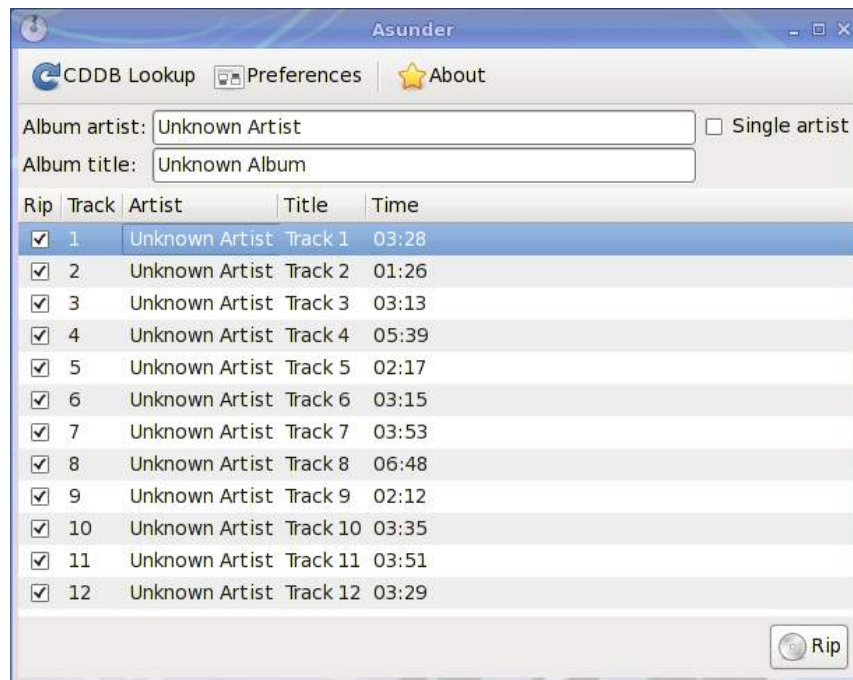 Asunder
CDDB Lookup Preferences About
Album artist: Unknown Artist Single artist
Album title: Unknown Album
Rip Track Artist Title Time
1 Unknown Artist Track 1 03:28
2 Unknown Artist Track 2 01:26
3 Unknown Artist Track 3 03:13
4 Unknown Artist Track 4 05:39
5 Unknown Artist Track 5 02:17
6 Unknown Artist Track 6 03:15
7 Unknown Artist Track 7 03:53
8 Unknown Artist Track 8 06:48
9 Unknown Artist Track 9 02:12
10 Unknown Artist Track 10 03:35
11 Unknown Artist Track 11 03:51
12 Unknown Artist Track 12 03:29
Rip